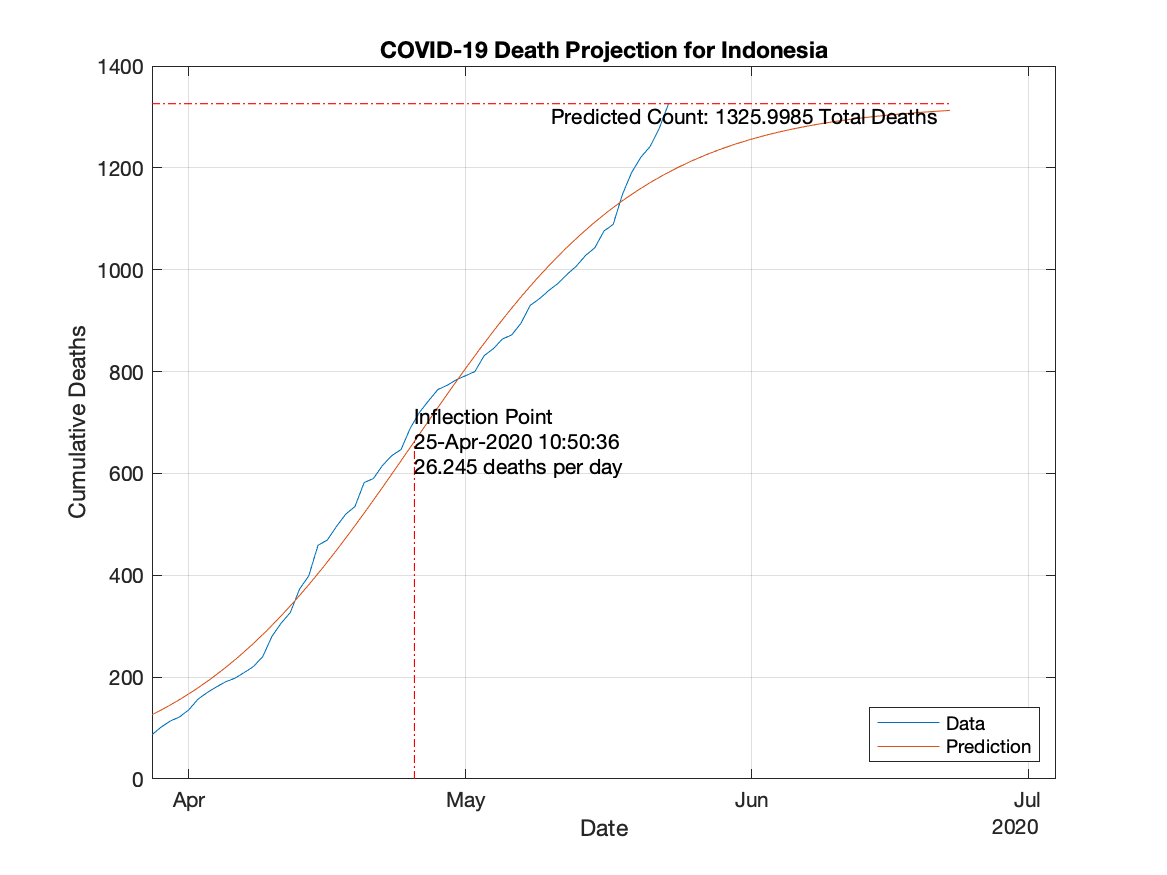 COVID-19 Death Projection for Indonesia
1400
Predicted Count: 1325.9985 Total Deaths
1200
1000
800
Inflection Point
25-Apr-2020 10:50:36
26.245 deaths per day
600
400
200
0
Cumulative Deaths
Data
Prediction
Apr
May
Jun
Jul
2020
Date